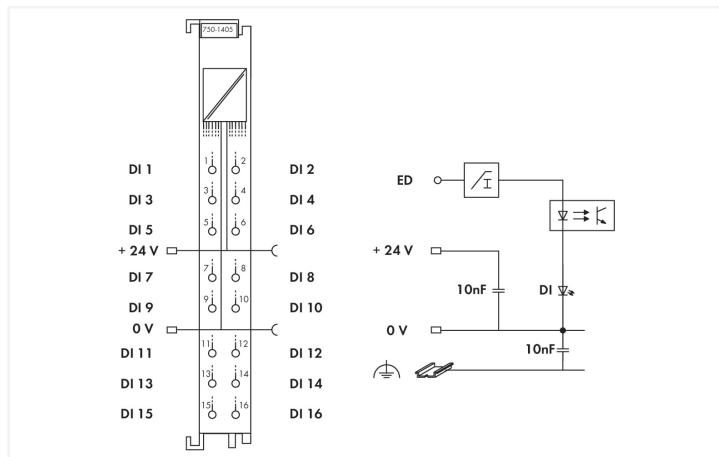 750-1405
DI 1 1 2 DI 2
DI 3 3 4 DI 4
DI 5 5 6 DI 6
+ 24 V
DI 7 7 8 DI 8
DI 9 9 10 DI 10
0 V
DI 11 11 12 DI 12
DI 13 13 14 DI 14
DI 15 15 16 DI 16
ED I
+ 24 V
10nF DI
0 V
10nF